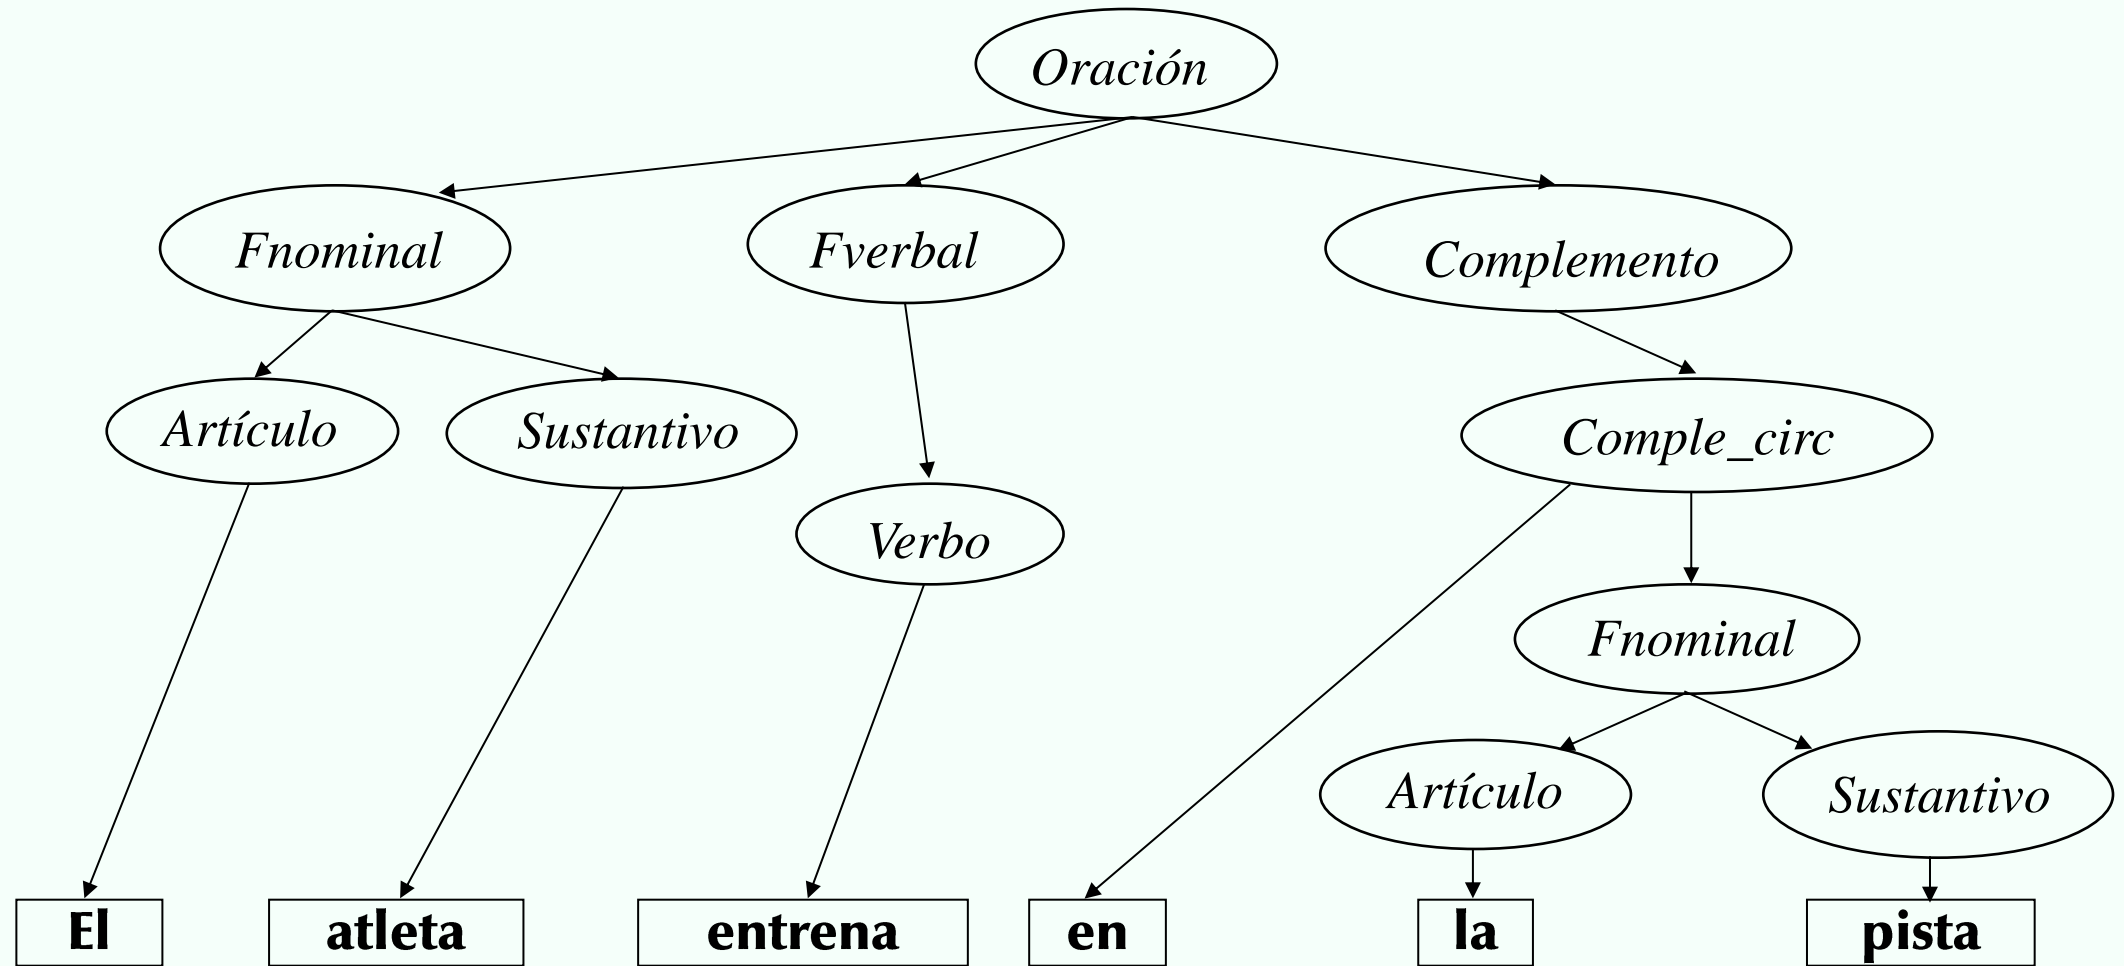 Oración
Fnominal
Fverbal
Complemento
Artículo
Sustantivo
Comple_circ
Verbo
Fnominal
Artículo
Sustantivo
El
atleta
entrena
en
la
pista